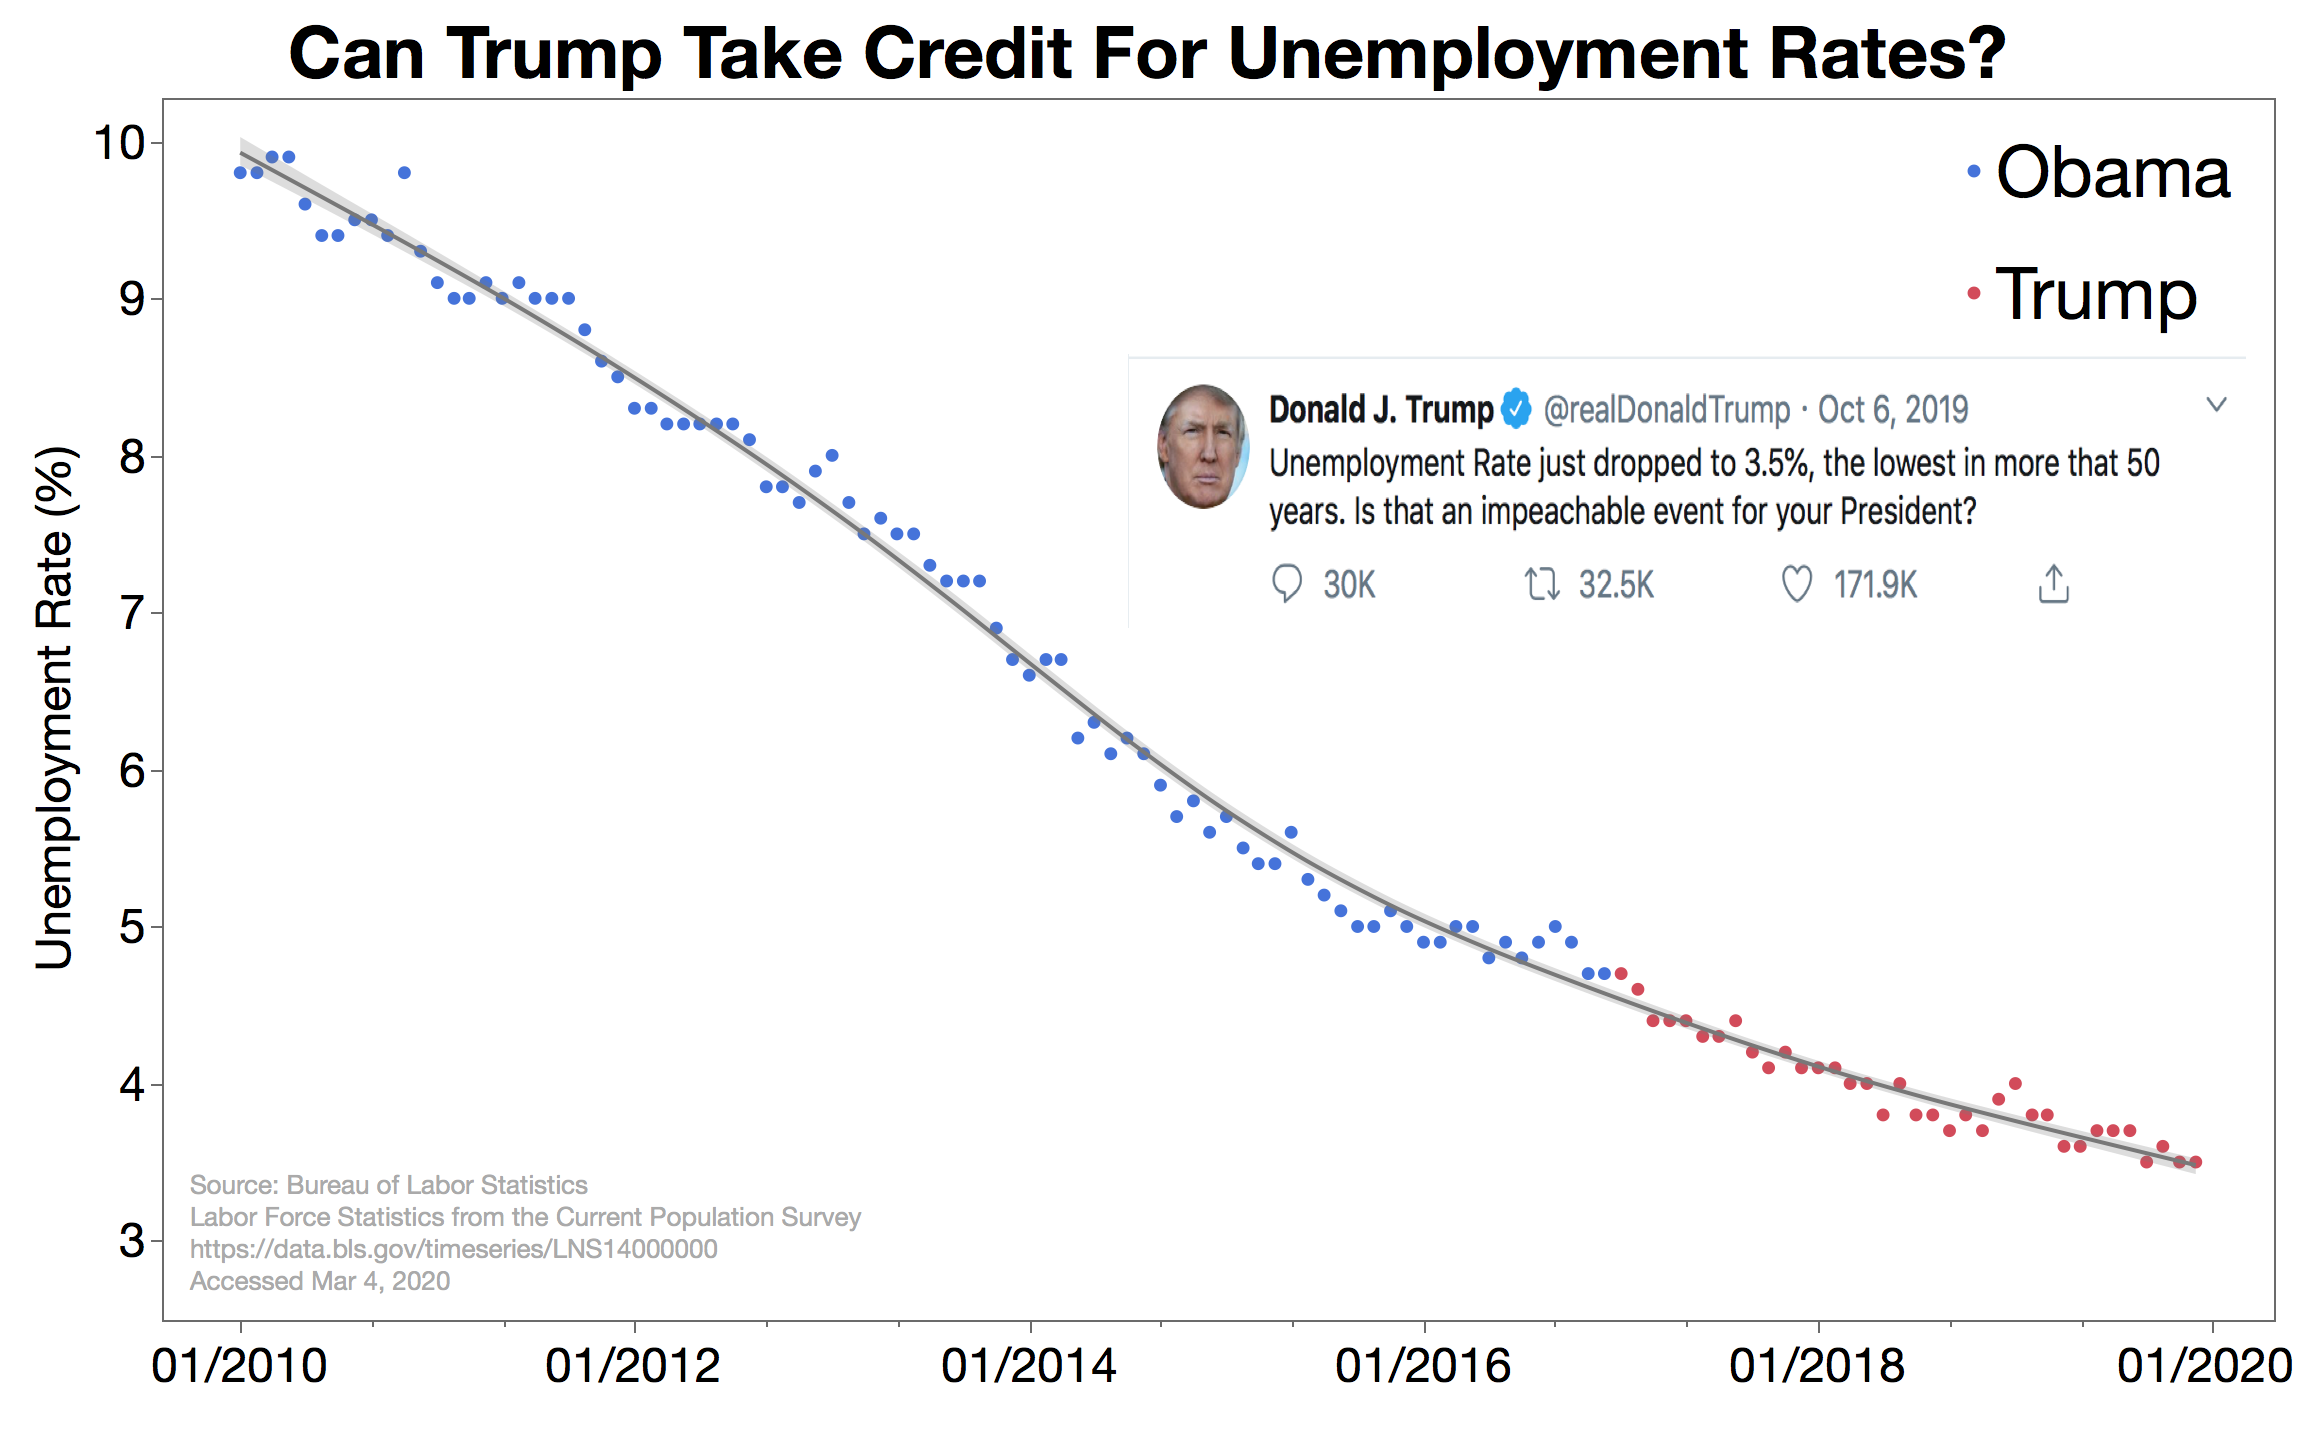 Can Trump Take Credit For Unemployment Rates?
Obama
Trump
Donald J. Trump @realDonaldTrump · Oct 6, 2019
Unemployment Rate just dropped to 3.5%, the lowest in more that 50
years. Is that an impeachable event for your President?
30K 32.5K 171.9K
Unemployment Rate (%)
10
9
8
7
6
5
4
3
Source: Bureau of Labor Statistics
Labor Force Statistics from the Current Population Survey
https://data.bls.gov/timeseries/LNS14000000
Accessed Mar 4, 2020
01/2010 01/2012 01/2014 01/2016 01/2018 01/2020